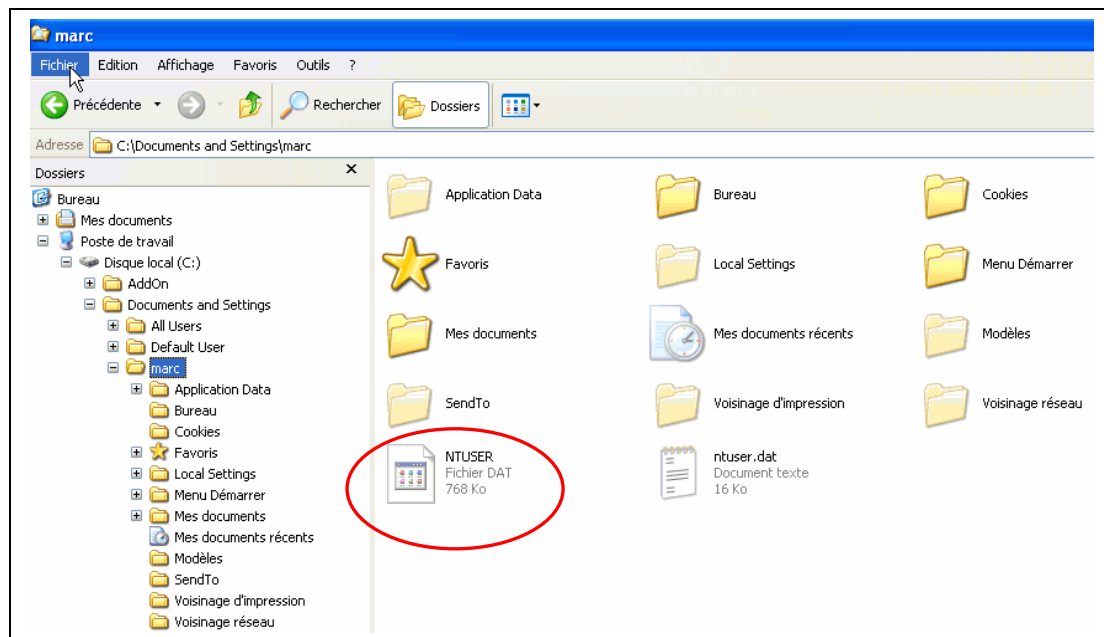 marc
Fichier Edition Affichage Favoris Outils ?
Précédente Rechercher Dossiers
Adresse C:\Documents and Settings\marc
Dossiers
Bureau
Mes documents
Poste de travail
Disque local (C:)
AddOn
Documents and Settings
All Users
Default User
marc
Application Data
Bureau
Cookies
Favoris
Local Settings
Menu Démarrer
Mes documents
Mes documents récents
Modèles
SendTo
Voisinage d'impression
Voisinage réseau
Application Data
Bureau
Cookies
Favoris
Local Settings
Menu Démarrer
Mes documents
Mes documents récents
Modèles
SendTo
Voisinage d'impression
Voisinage réseau
NTUSER
Fichier DAT
768 Ko
ntuser.dat
Document texte
16 Ko